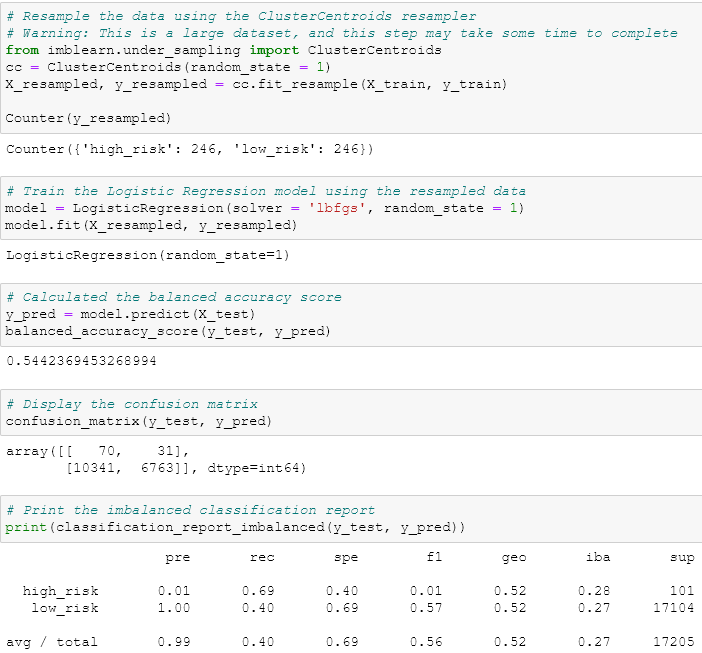 # Resample the data using the ClusterCentroids resampler
# Warning: This is a large dataset, and this step may take some time to complete
from imblearn.under_sampling import ClusterCentroids
cc = ClusterCentroids(random_state = 1)
X_resampled, y_resampled = cc.fit_resample(X_train, y_train)
Counter(y_resampled)
Counter({'high_risk': 246, 'low_risk': 246})
# Train the Logistic Regression model using the resampled data
model = LogisticRegression(solver = 'lbfgs', random_state = 1)
model.fit(X_resampled, y_resampled)
LogisticRegression(random_state=1)
# Calculated the balanced accuracy score
y_pred = model.predict(X_test)
balanced_accuracy_score(y_test, y_pred)
0.5442369453268994
# Display the confusion matrix
confusion_matrix(y_test, y_pred)
array([[   70,    31],
       [10341,  6763]], dtype=int64)
# Print the imbalanced classification report
print(classification_report_imbalanced(y_test, y_pred))
pre rec spe f1 geo iba sup
high_risk 0.01 0.69 0.40 0.01 0.52 0.28 101
low_risk 1.00 0.40 0.69 0.57 0.52 0.27 17104
avg / total 0.99 0.40 0.69 0.56 0.52 0.27 17205